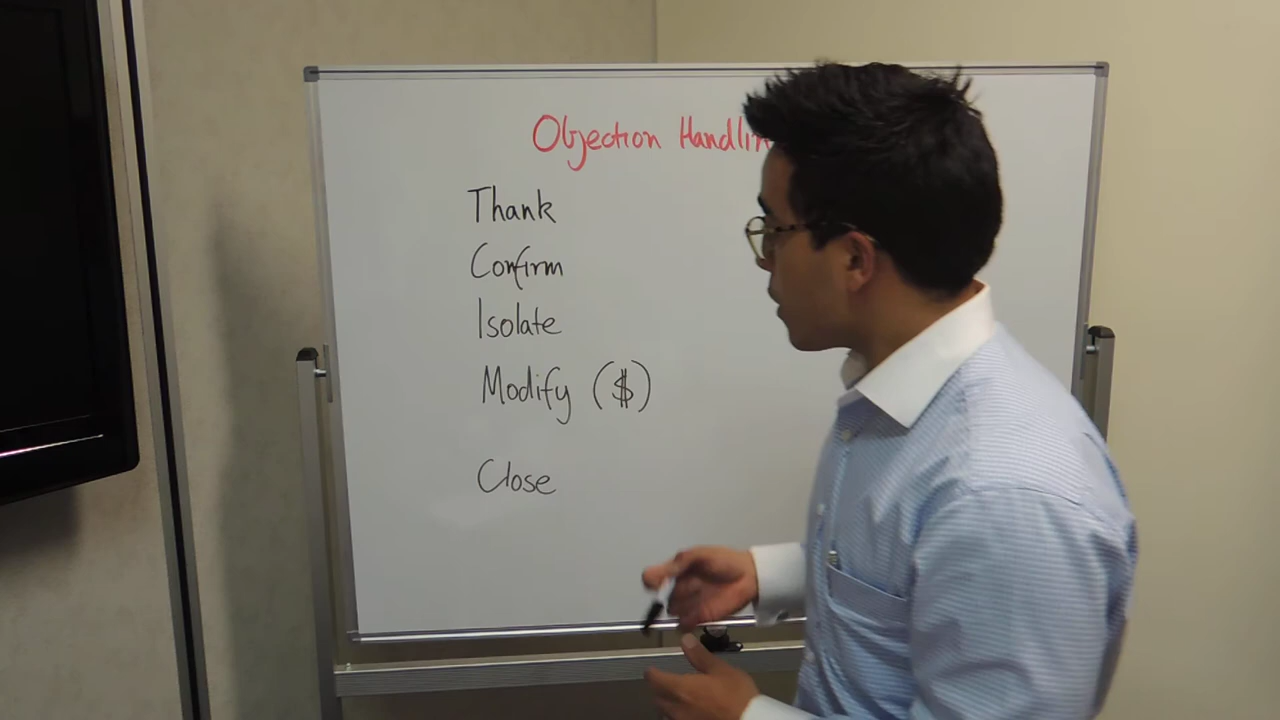 Objection Handlin
Thank
Confirm
Isolate
Modify ($)
Close